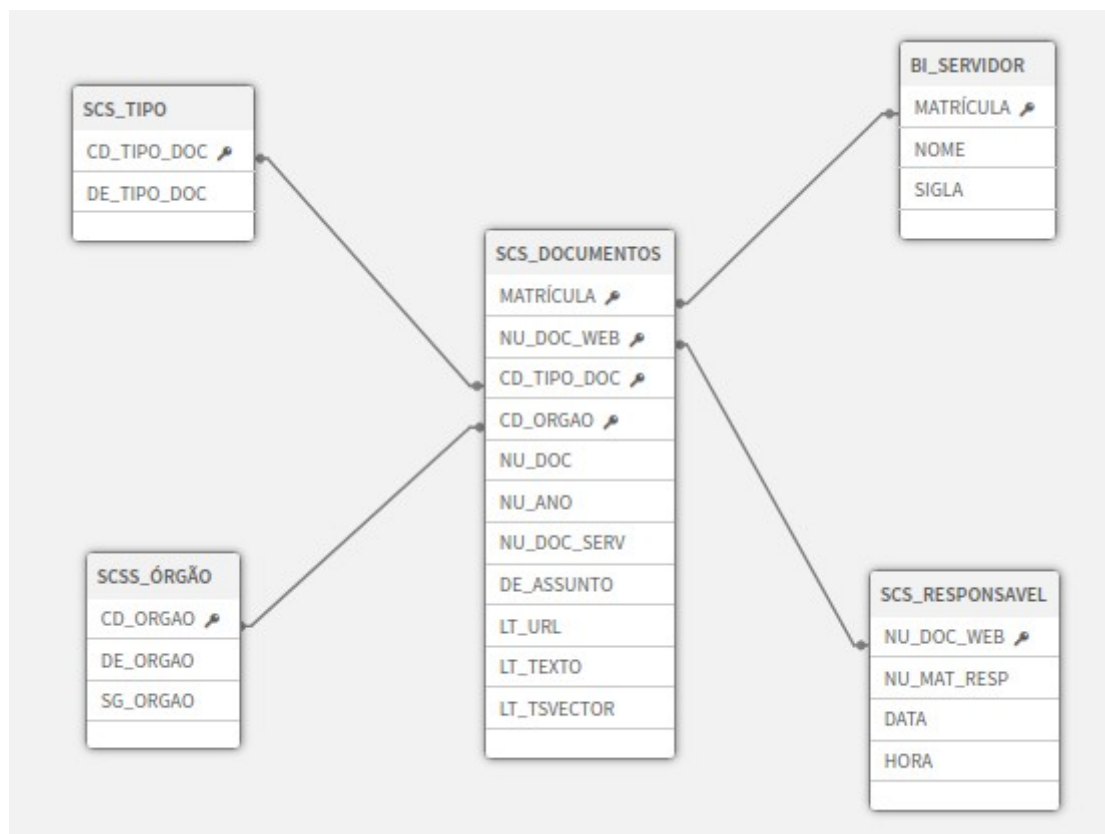 SCS_TIPO
CD_TIPO_DOC
DE_TIPO_DOC
BI_SERVIDOR
MATRÍCULA
NOME
SIGLA
SCS_DOCUMENTOS
MATRÍCULA
NU_DOC_WEB
CD_TIPO_DOC
CD_ORGAO
NU_DOC
NU_ANO
NU_DOC_SERV
DE_ASSUNTO
LT_URL
LT_TEXTO
LT_TSVECTOR
SCSS_ÓRGÃO
CD_ORGAO
DE_ORGAO
SG_ORGAO
SCS_RESPONSAVEL
NU_DOC_WEB
NU_MAT_RESP
DATA
HORA